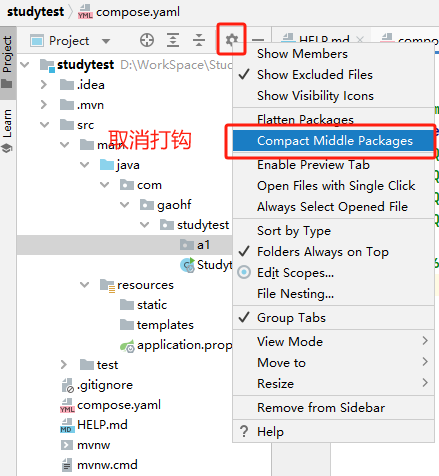 studytest compose.yaml
Project
Project
Learn
HELP.md
compo
studytest D:\WorkSpace\Stud
.idea
.mvn
src
main
取消打钩
java
com
gaohf
studytest
a1
Studyt
resources
static
templates
application.prop
test
.gitignore
compose.yaml
HELP.md
mvnw
mvnw.cmd
Show Members
Show Excluded Files
Show Visibility Icons
Flatten Packages
Compact Middle Packages
Enable Preview Tab
Open Files with Single Click
Always Select Opened File
Sort by Type
Folders Always on Top
Edit Scopes...
File Nesting...
Group Tabs
View Mode
Move to
Resize
Remove from Sidebar
? Help